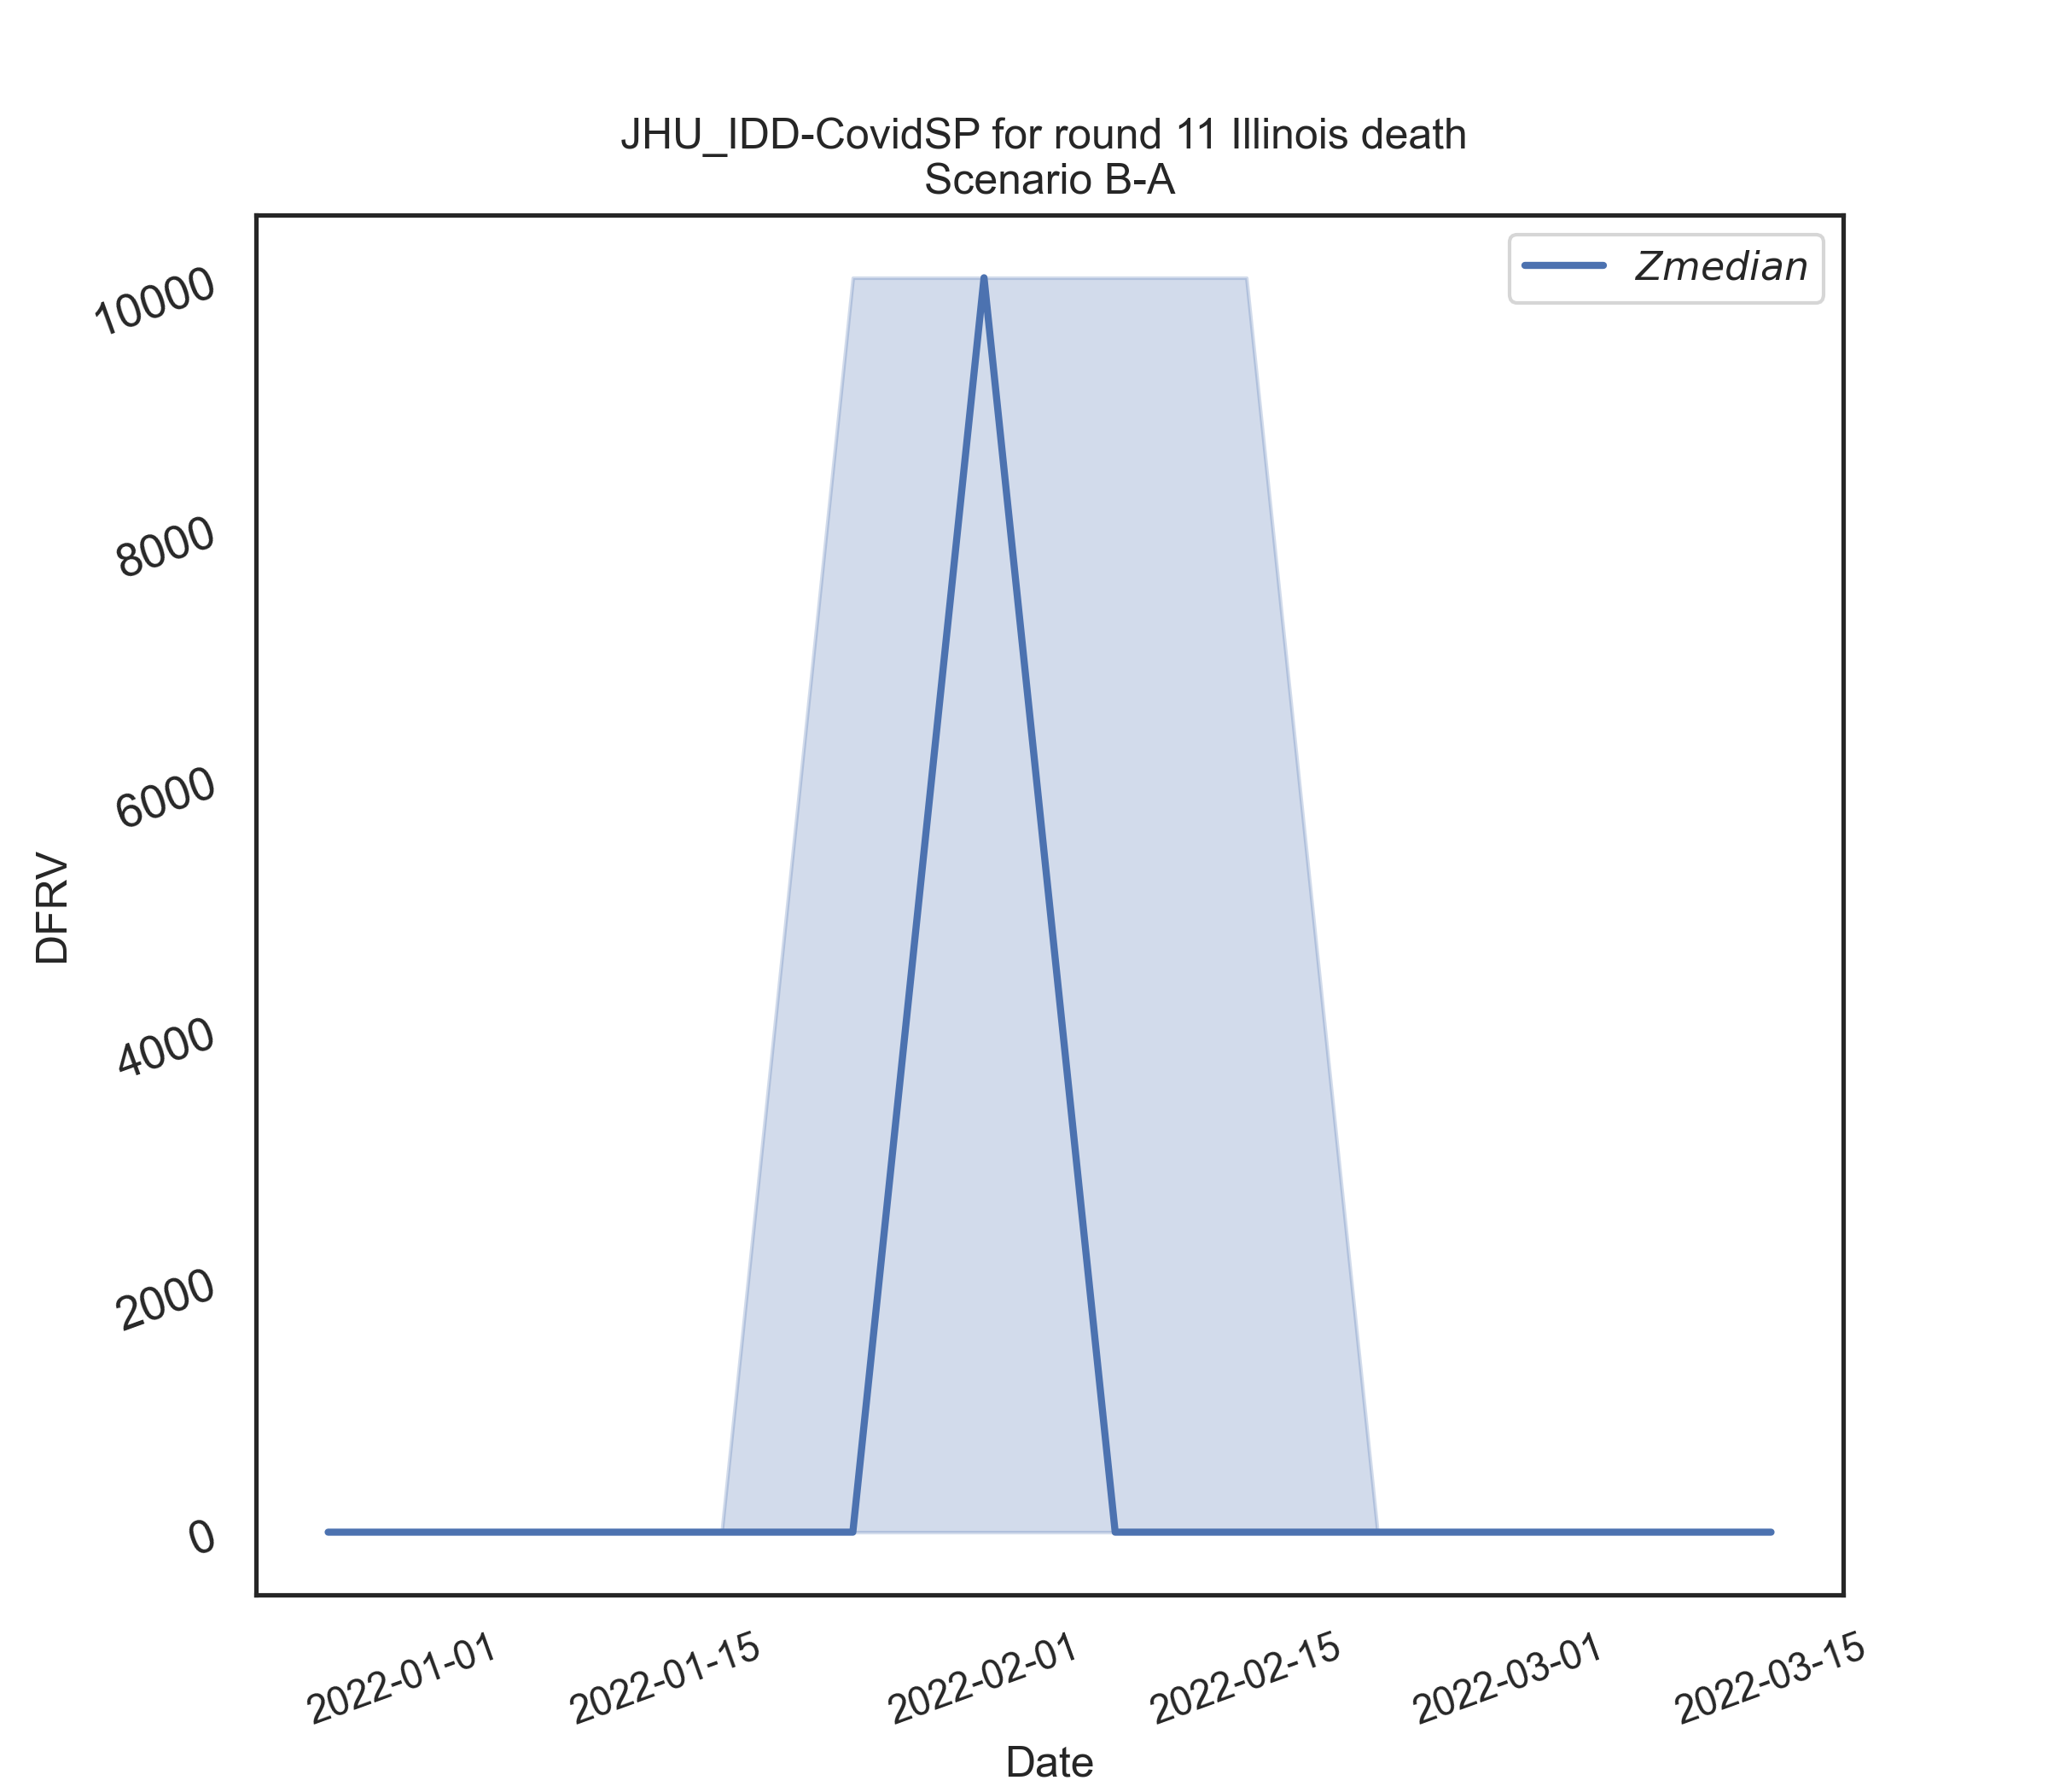 JHU_IDD-CovidSP for round 11 Illinois death
Scenario B-A
Zmedian
10000
8000
6000
4000
2000
0
DFRV
2022-01-01
2022-01-15
2022-02-01
2022-02-15
2022-03-01
2022-03-15
Date